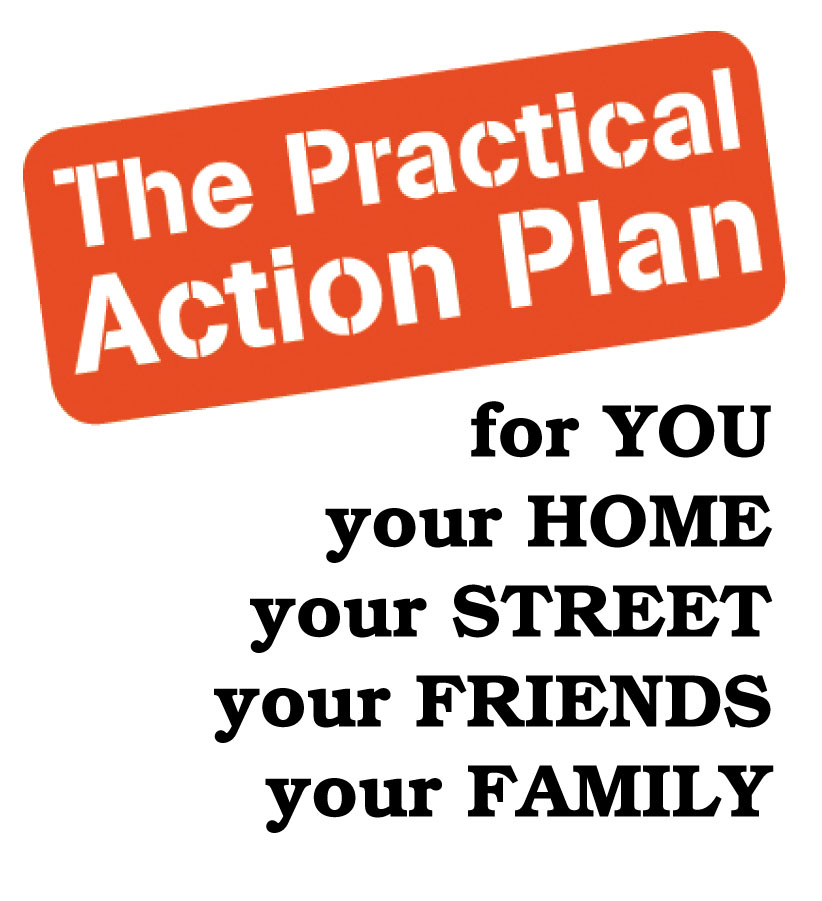 The Practical
Action Plan
for YOU
your HOME
your STREET
your FRIENDS
your FAMILY